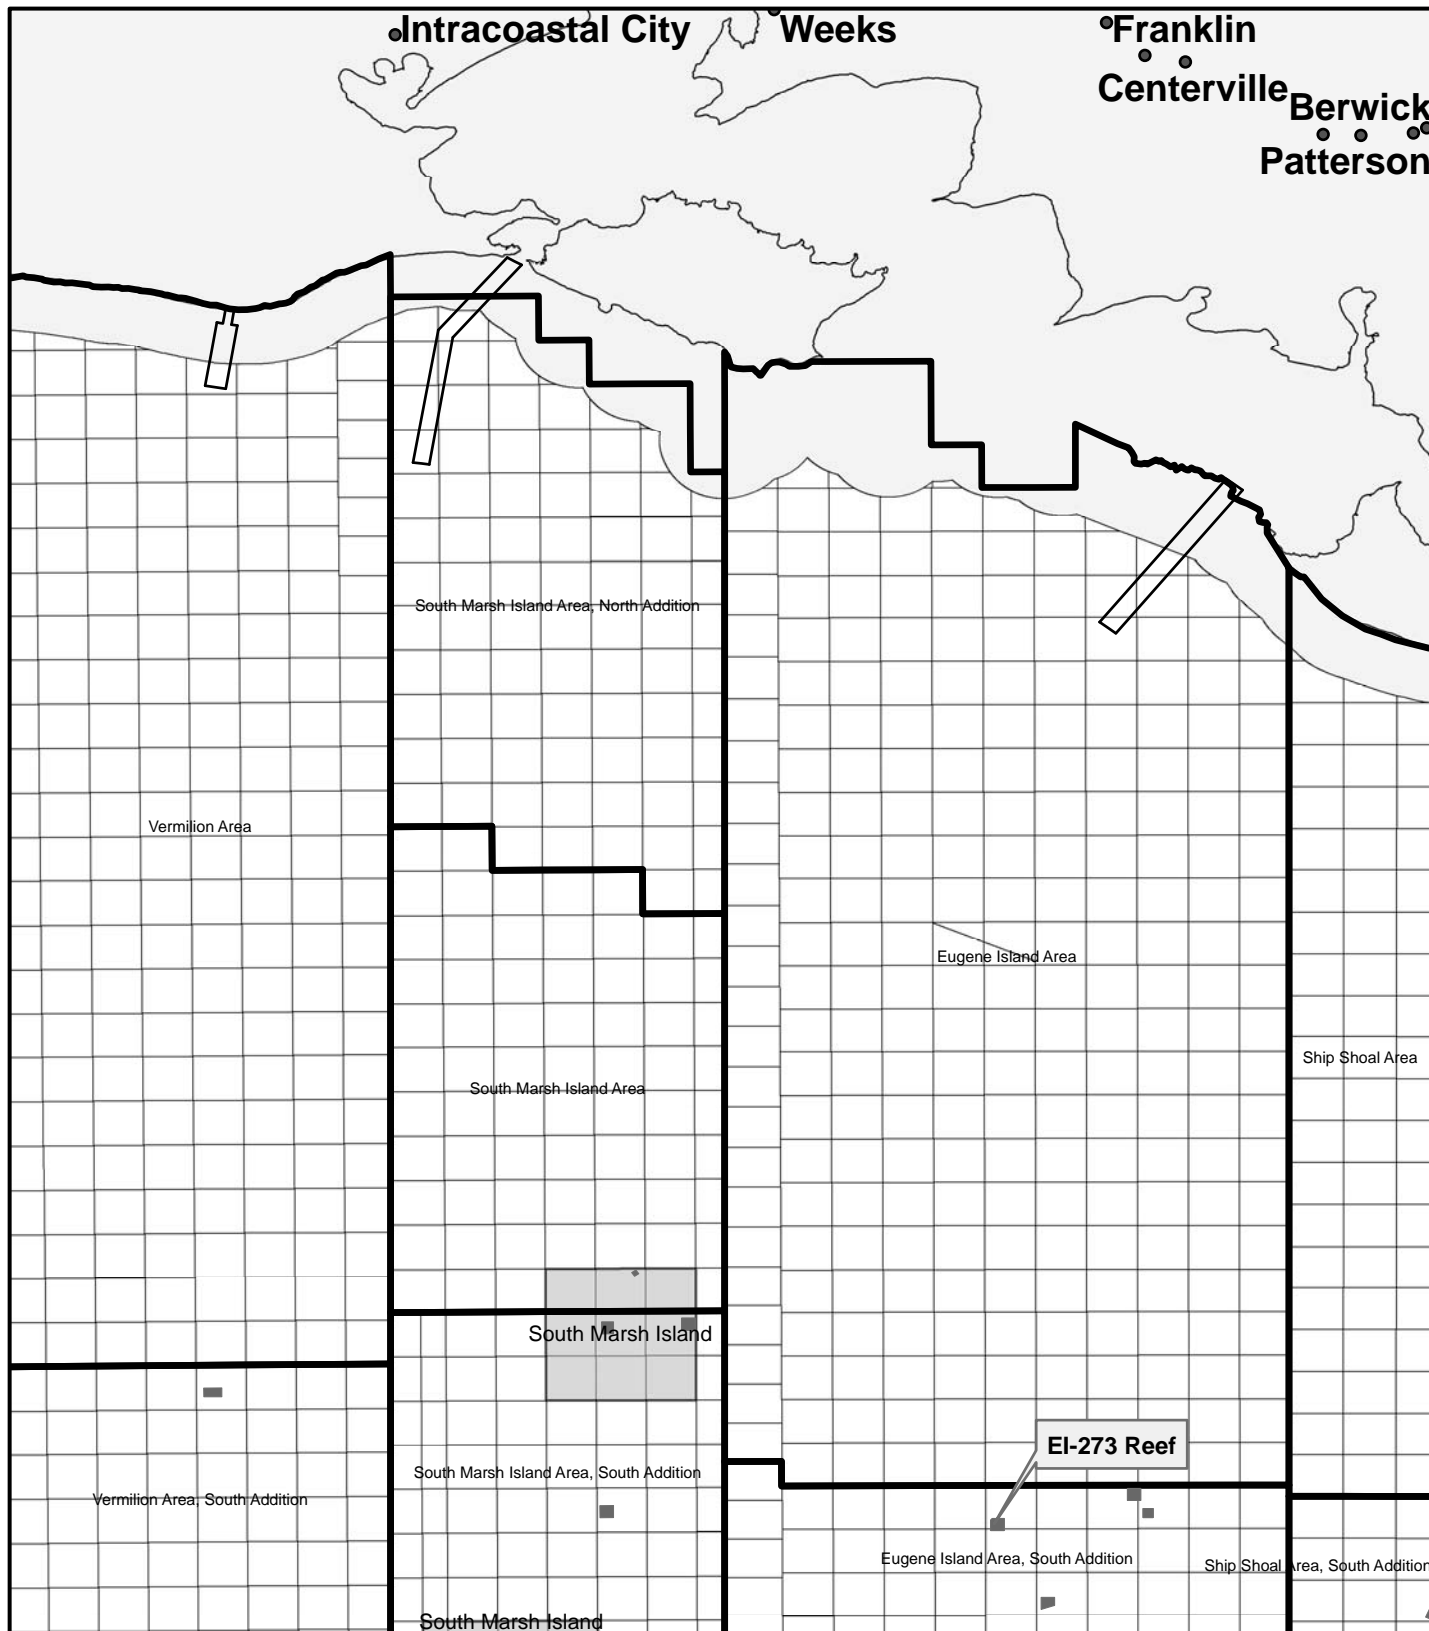 Intracoastal City
Weeks
Franklin
Centerville
Berwick
Patterson
South Marsh Island Area, North Addition
Vermilion Area
Eugene Island Area
Ship Shoal Area
South Marsh Island Area
South Marsh Island
EI-273 Reef
South Marsh Island Area, South Addition
Vermilion Area, South Addition
Eugene Island Area, South Addition
Ship Shoal Area, South Addition
South Marsh Island